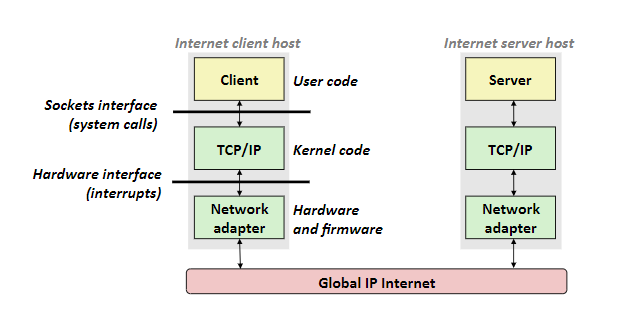 Internet client host
Internet server host
Client
User code
Server
Sockets interface
(system calls)
TCP/IP
Kernel code
TCP/IP
Hardware interface
(interrupts)
Network
adapter
Hardware
and firmware
Network
adapter
Global IP Internet